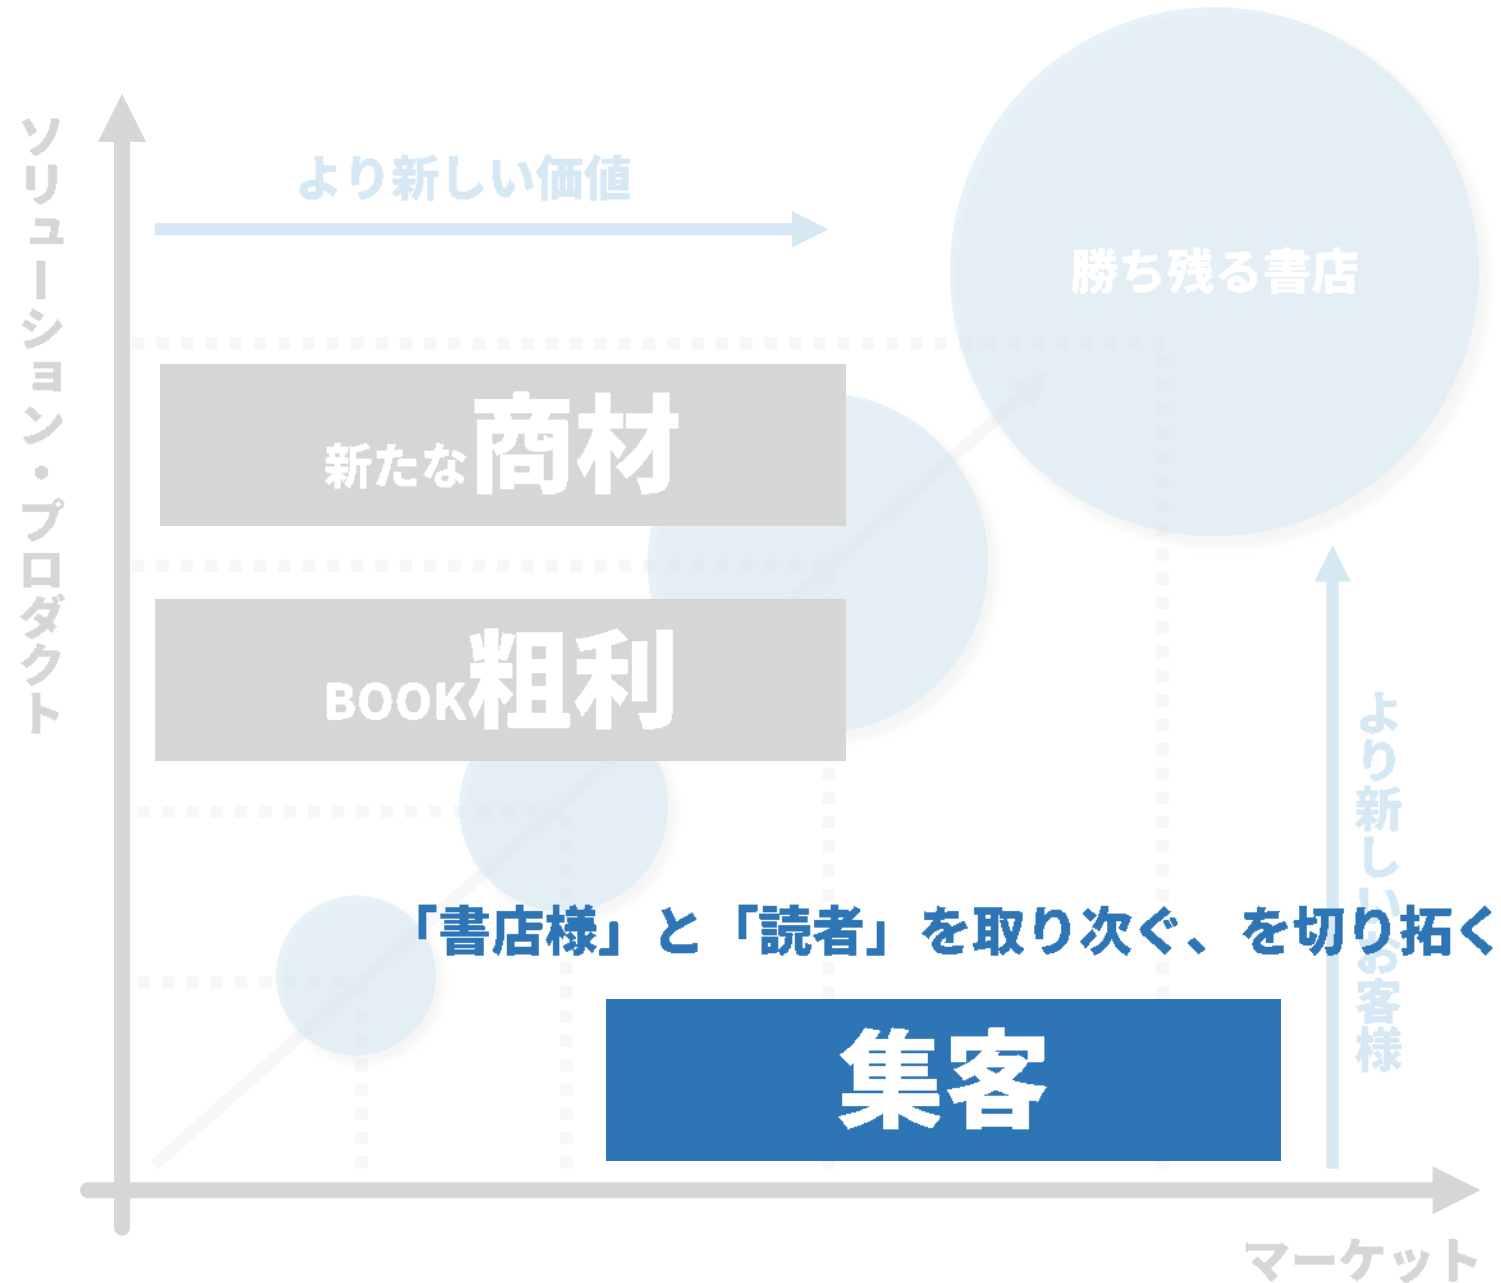 ソリューション・プロダクト
より新しい価値
勝ち残る書店
新たな商材
BOOK粗利
より新しいお客様
「書店様」と「読者」を取り次ぐ、を切り拓く
集客
マーケット